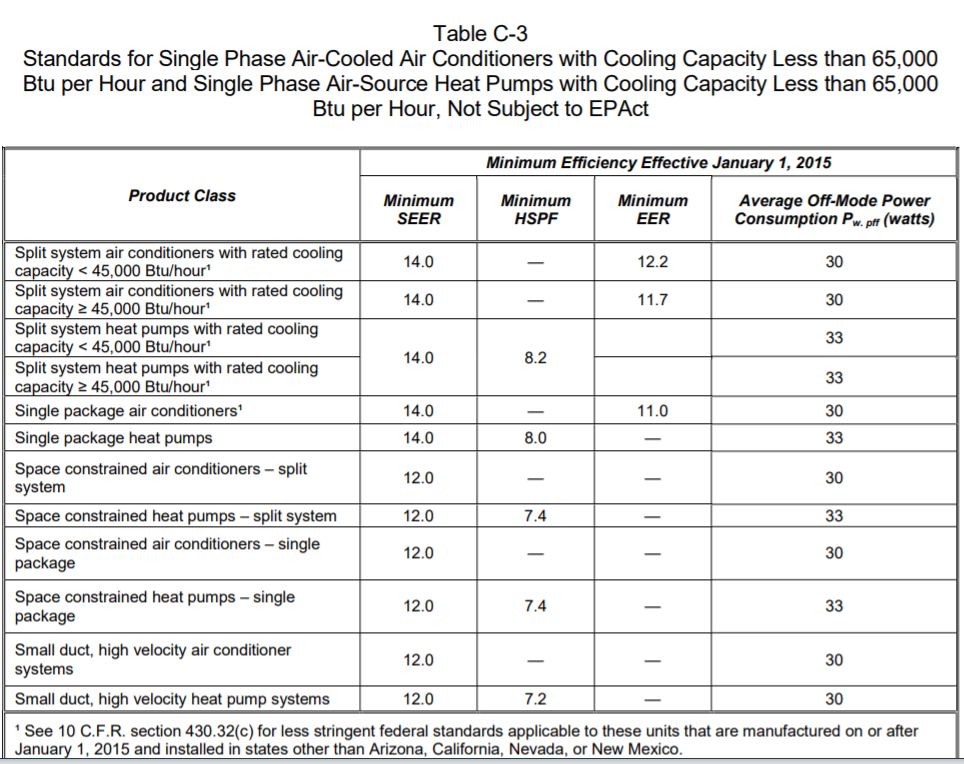 Table C-3
Standards for Single Phase Air-Cooled Air Conditioners with Cooling Capacity Less than 65,000
Btu per Hour and Single Phase Air-Source Heat Pumps with Cooling Capacity Less than 65,000
Btu per Hour, Not Subject to EPAct
Product Class
Minimum Efficiency Effective January 1, 2015
Minimum SEER
Minimum HSPF
Minimum EER
Average Off-Mode Power
Consumption Pw, off (watts)
Split system air conditioners with rated cooling
capacity < 45,000 Btu/hour¹ 14.0 — 12.2 30
Split system air conditioners with rated cooling
capacity ≥ 45,000 Btu/hour¹ 14.0 — 11.7 30
Split system heat pumps with rated cooling
capacity < 45,000 Btu/hour¹ 14.0 8.2 33
Split system heat pumps with rated cooling
capacity ≥ 45,000 Btu/hour¹ 33
Single package air conditioners¹ 14.0 — 11.0 30
Single package heat pumps 14.0 8.0 — 33
Space constrained air conditioners – split
system 12.0 — — 30
Space constrained heat pumps – split system 12.0 7.4 — 33
Space constrained air conditioners – single
package 12.0 — — 30
Space constrained heat pumps – single
package 12.0 7.4 — 33
Small duct, high velocity air conditioner
systems 12.0 — — 30
Small duct, high velocity heat pump systems 12.0 7.2 — 30
¹ See 10 C.F.R. section 430.32(c) for less stringent federal standards applicable to these units that are manufactured on or after
January 1, 2015 and installed in states other than Arizona, California, Nevada, or New Mexico.